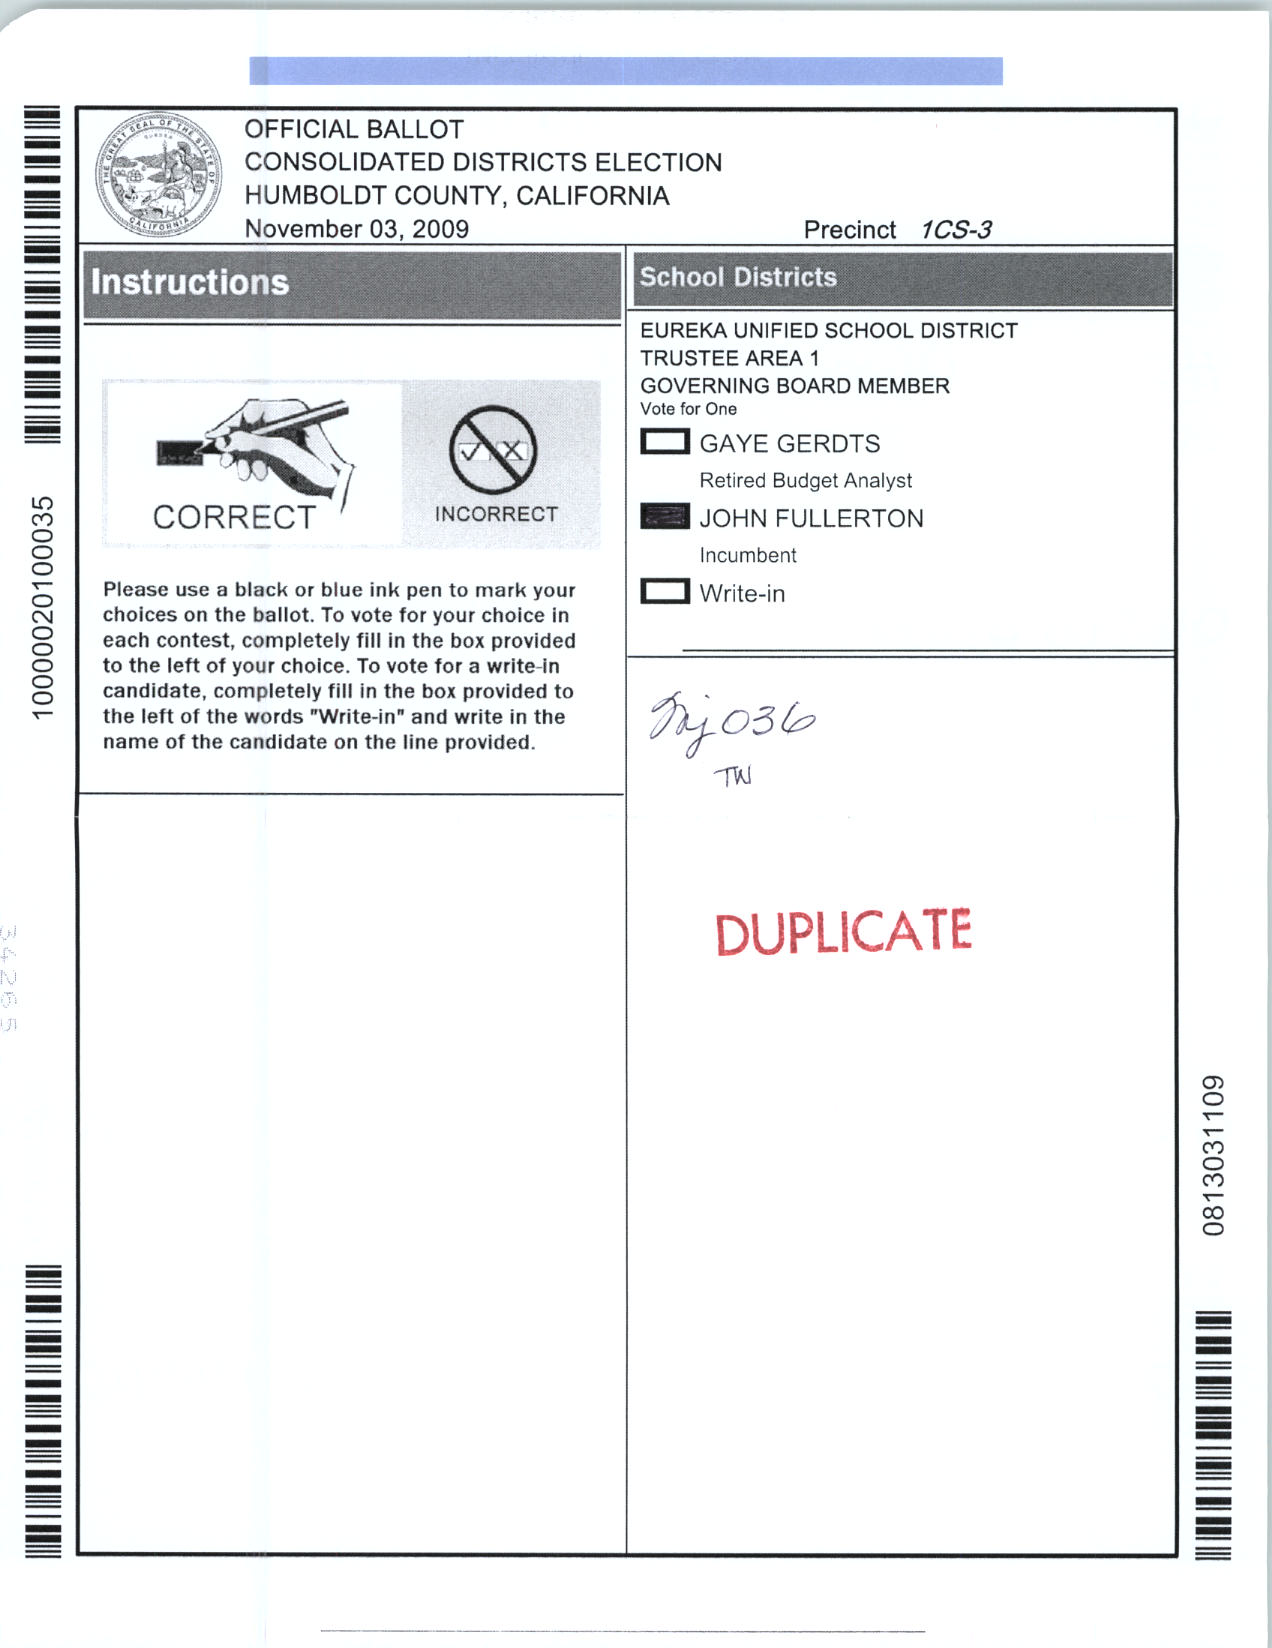 OFFICIAL BALLOT
CONSOLIDATED DISTRICTS ELECTION
HUMBOLDT COUNTY, CALIFORNIA
November 03, 2009
Precinct 1CS-3
THE GREAT SEAL OF THE STATE OF CALIFORNIA
EUREKA
Instructions
CORRECT
INCORRECT
Please use a black or blue ink pen to mark your
choices on the ballot. To vote for your choice in
each contest, completely fill in the box provided
to the left of your choice. To vote for a write-in
candidate, completely fill in the box provided to
the left of the words "Write-in" and write in the
name of the candidate on the line provided.
School Districts
EUREKA UNIFIED SCHOOL DISTRICT
TRUSTEE AREA 1
GOVERNING BOARD MEMBER
Vote for One
GAYE GERDTS
Retired Budget Analyst
JOHN FULLERTON
Incumbent
Write-in
036
TW
DUPLICATE
10000020100035
34265
0813031109